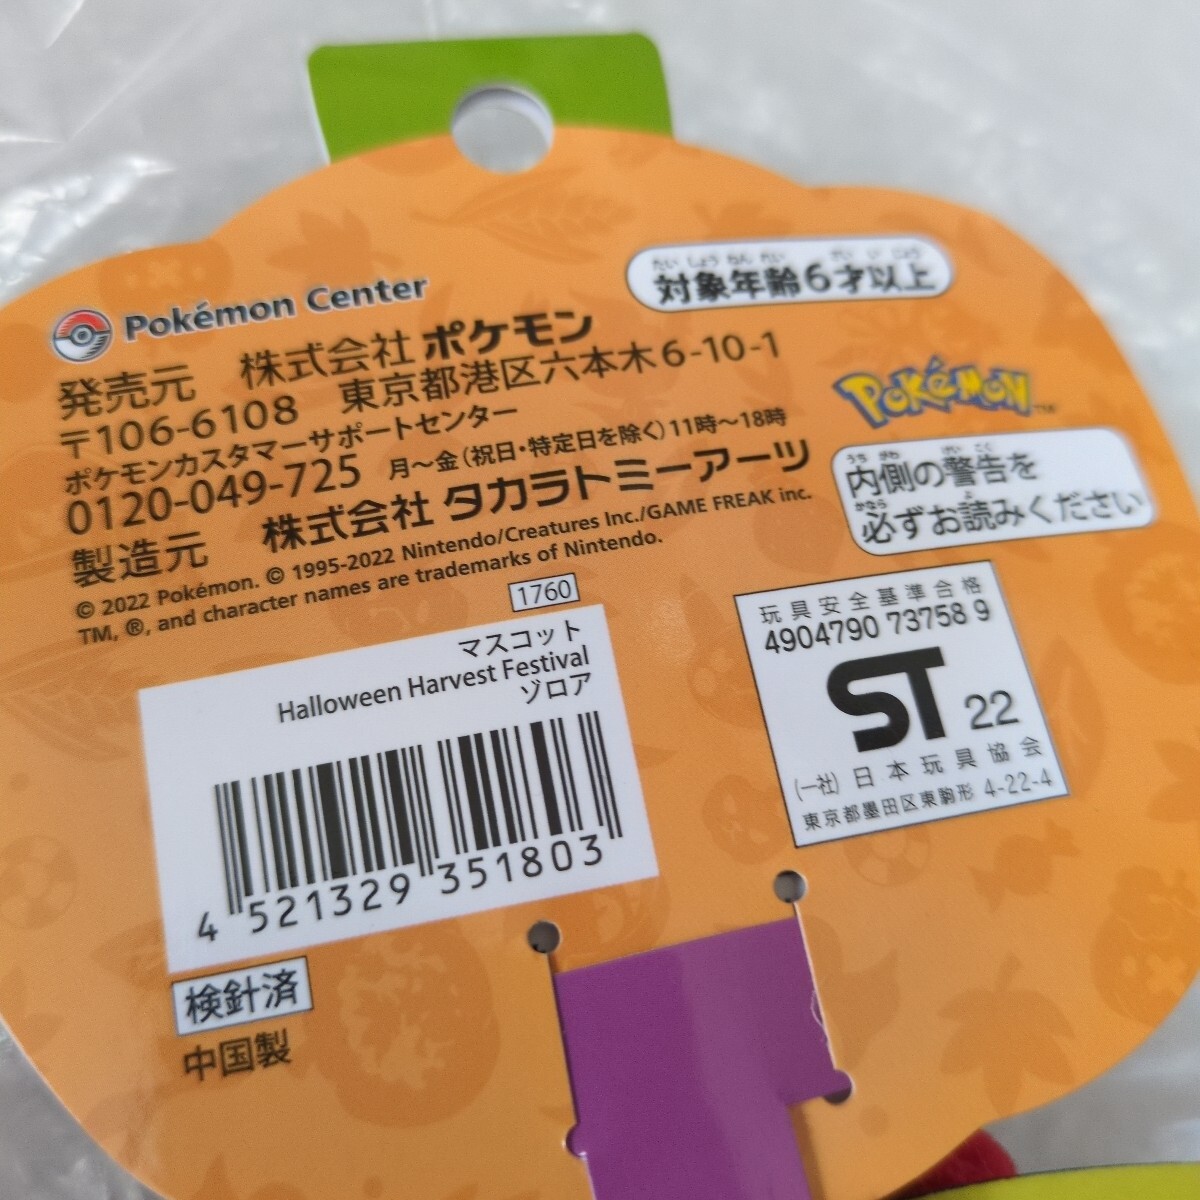 Pokémon Center
対象年齢6才以上
たいしょうねんれい さいいじょう
発売元 株式会社 ポケモン
〒106-6108 東京都港区六本木6-10-1
ポケモンカスタマーサポートセンター
0120-049-725 月～金(祝日・特定日を除く)11時～18時
製造元 株式会社 タカラトミーアーツ
© 2022 Pokémon. © 1995-2022 Nintendo/Creatures Inc./GAME FREAK inc.
TM, ®, and character names are trademarks of Nintendo.
POKéMON TM
うちがわ けいこく
内側の警告を
かなら よ
必ずお読みください
1760
マスコット
Halloween Harvest Festival
ゾロア
4 521329 351803
玩具安全基準合格
4904790 73758 9
ST 22
(一社) 日本玩具協会
東京都墨田区東駒形 4-22-4
検針済
中国製